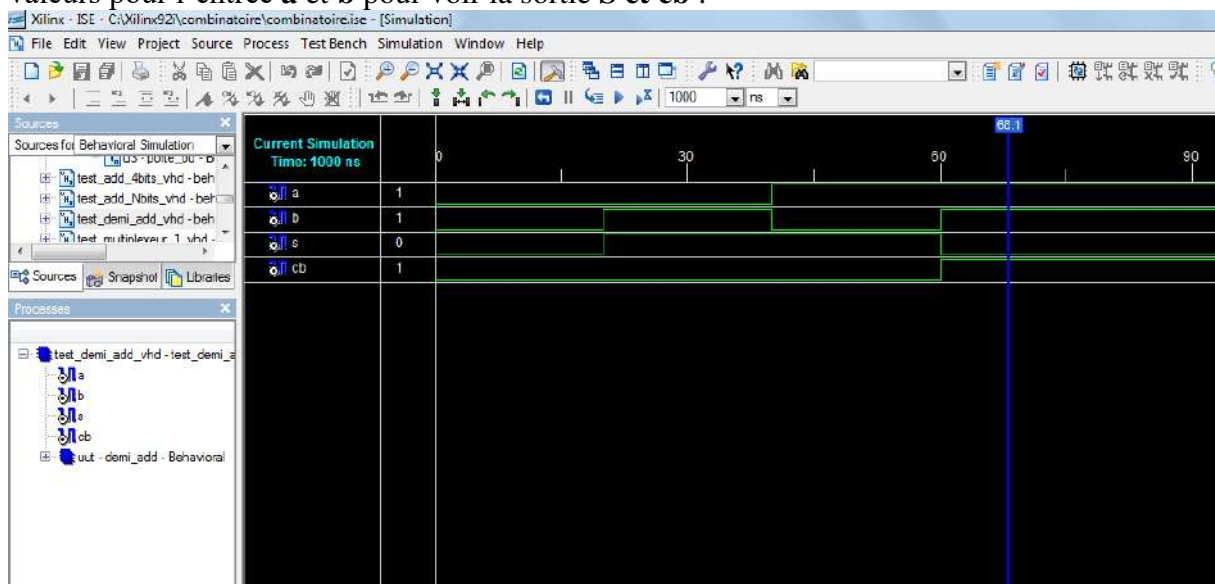 valeurs pour l'entrée a et b pour voir la sortie S et cb :
Xilinx - ISE - C:\Xilinx92i\combinatoire\combinatoire.ise - [Simulation]
File Edit View Project Source Process Test Bench Simulation Window Help
1000 ns
Sources
Sources for Behavioral Simulation
test_add_4bits_vhd - beh
test_add_Nbits_vhd - beh
test_demi_add_vhd - beh
test_mutiplexeur_1_vhd -
Sources Snapshot Libraries
Processes
test_demi_add_vhd - test_demi_a
a
b
s
cb
uut - demi_add - Behavioral
Current Simulation
Time: 1000 ns
68.1
0 30 60 90
a 1
b 1
s 0
cb 1